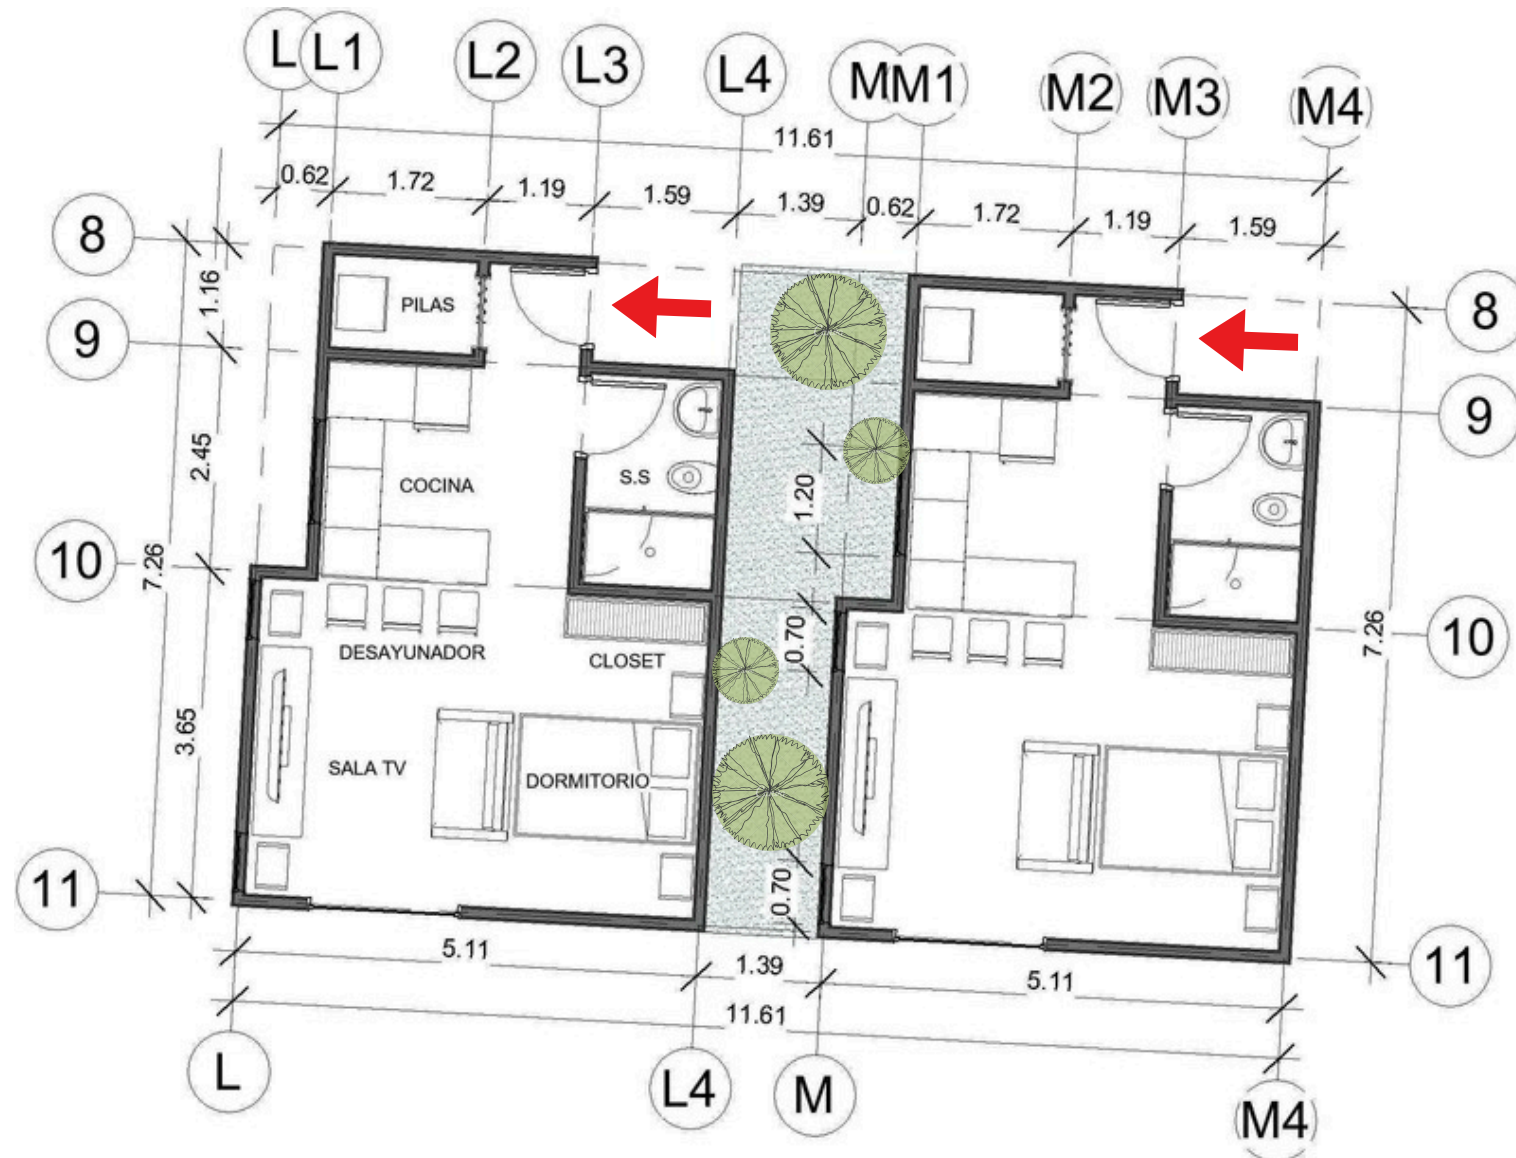 L L1 L2 L3 L4 M M1 M2 M3 M4
11.61
0.62 1.72 1.19 1.59 1.39 0.62 1.72 1.19 1.59
8
1.16
PILAS
8
9
9
2.45
COCINA
S.S
1.20
10
7.26
0.70
7.26
10
DESAYUNADOR
CLOSET
3.65
SALA TV
DORMITORIO
11
0.70
11
5.11
1.39
5.11
11.61
L L4 M M4